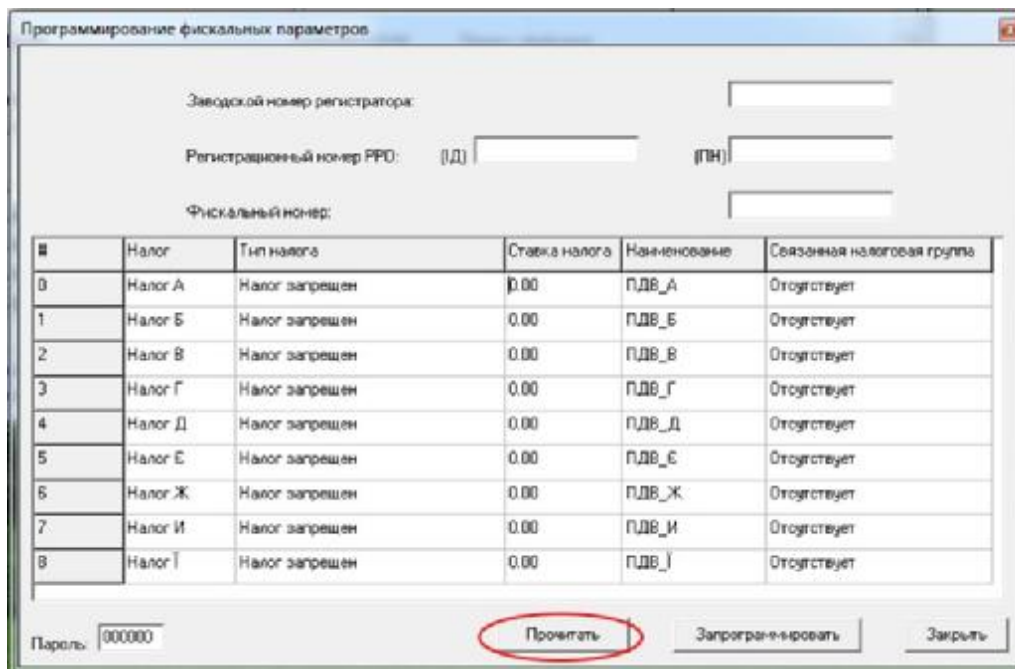 Программирование фискальных параметров
Заводской номер регистратора:
Регистрационный номер РРО: (ІД) (ПН)
Фискальный номер:
# Налог Тип налога Ставка налога Наименование Связанная налоговая группа
0 Налог А Налог запрещен 0.00 ПДВ_А Отсутствует
1 Налог Б Налог запрещен 0.00 ПДВ_Б Отсутствует
2 Налог В Налог запрещен 0.00 ПДВ_В Отсутствует
3 Налог Г Налог запрещен 0.00 ПДВ_Г Отсутствует
4 Налог Д Налог запрещен 0.00 ПДВ_Д Отсутствует
5 Налог Є Налог запрещен 0.00 ПДВ_Є Отсутствует
6 Налог Ж Налог запрещен 0.00 ПДВ_Ж Отсутствует
7 Налог И Налог запрещен 0.00 ПДВ_И Отсутствует
8 Налог Ї Налог запрещен 0.00 ПДВ_Ї Отсутствует
Пароль: 000000 Прочитать Запрограммировать Закрыть